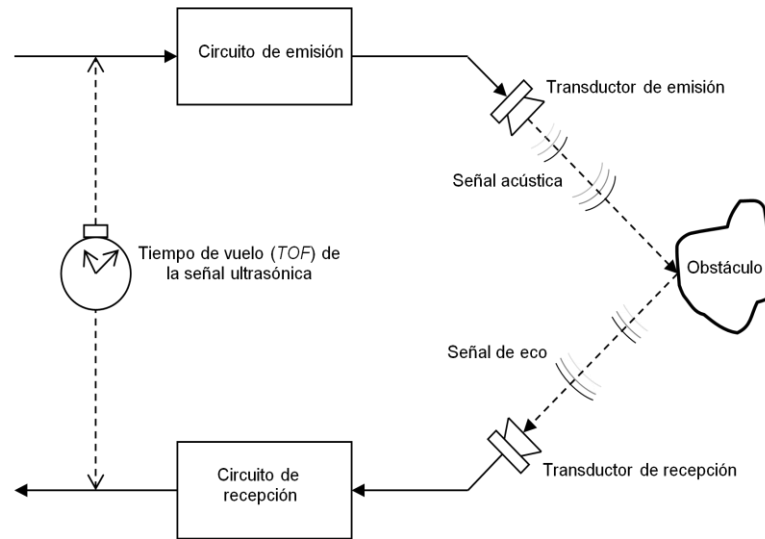 Circuito de emisión
Transductor de emisión
Señal acústica
Tiempo de vuelo (TOF) de
la señal ultrasónica
Obstáculo
Señal de eco
Circuito de
recepción
Transductor de recepción